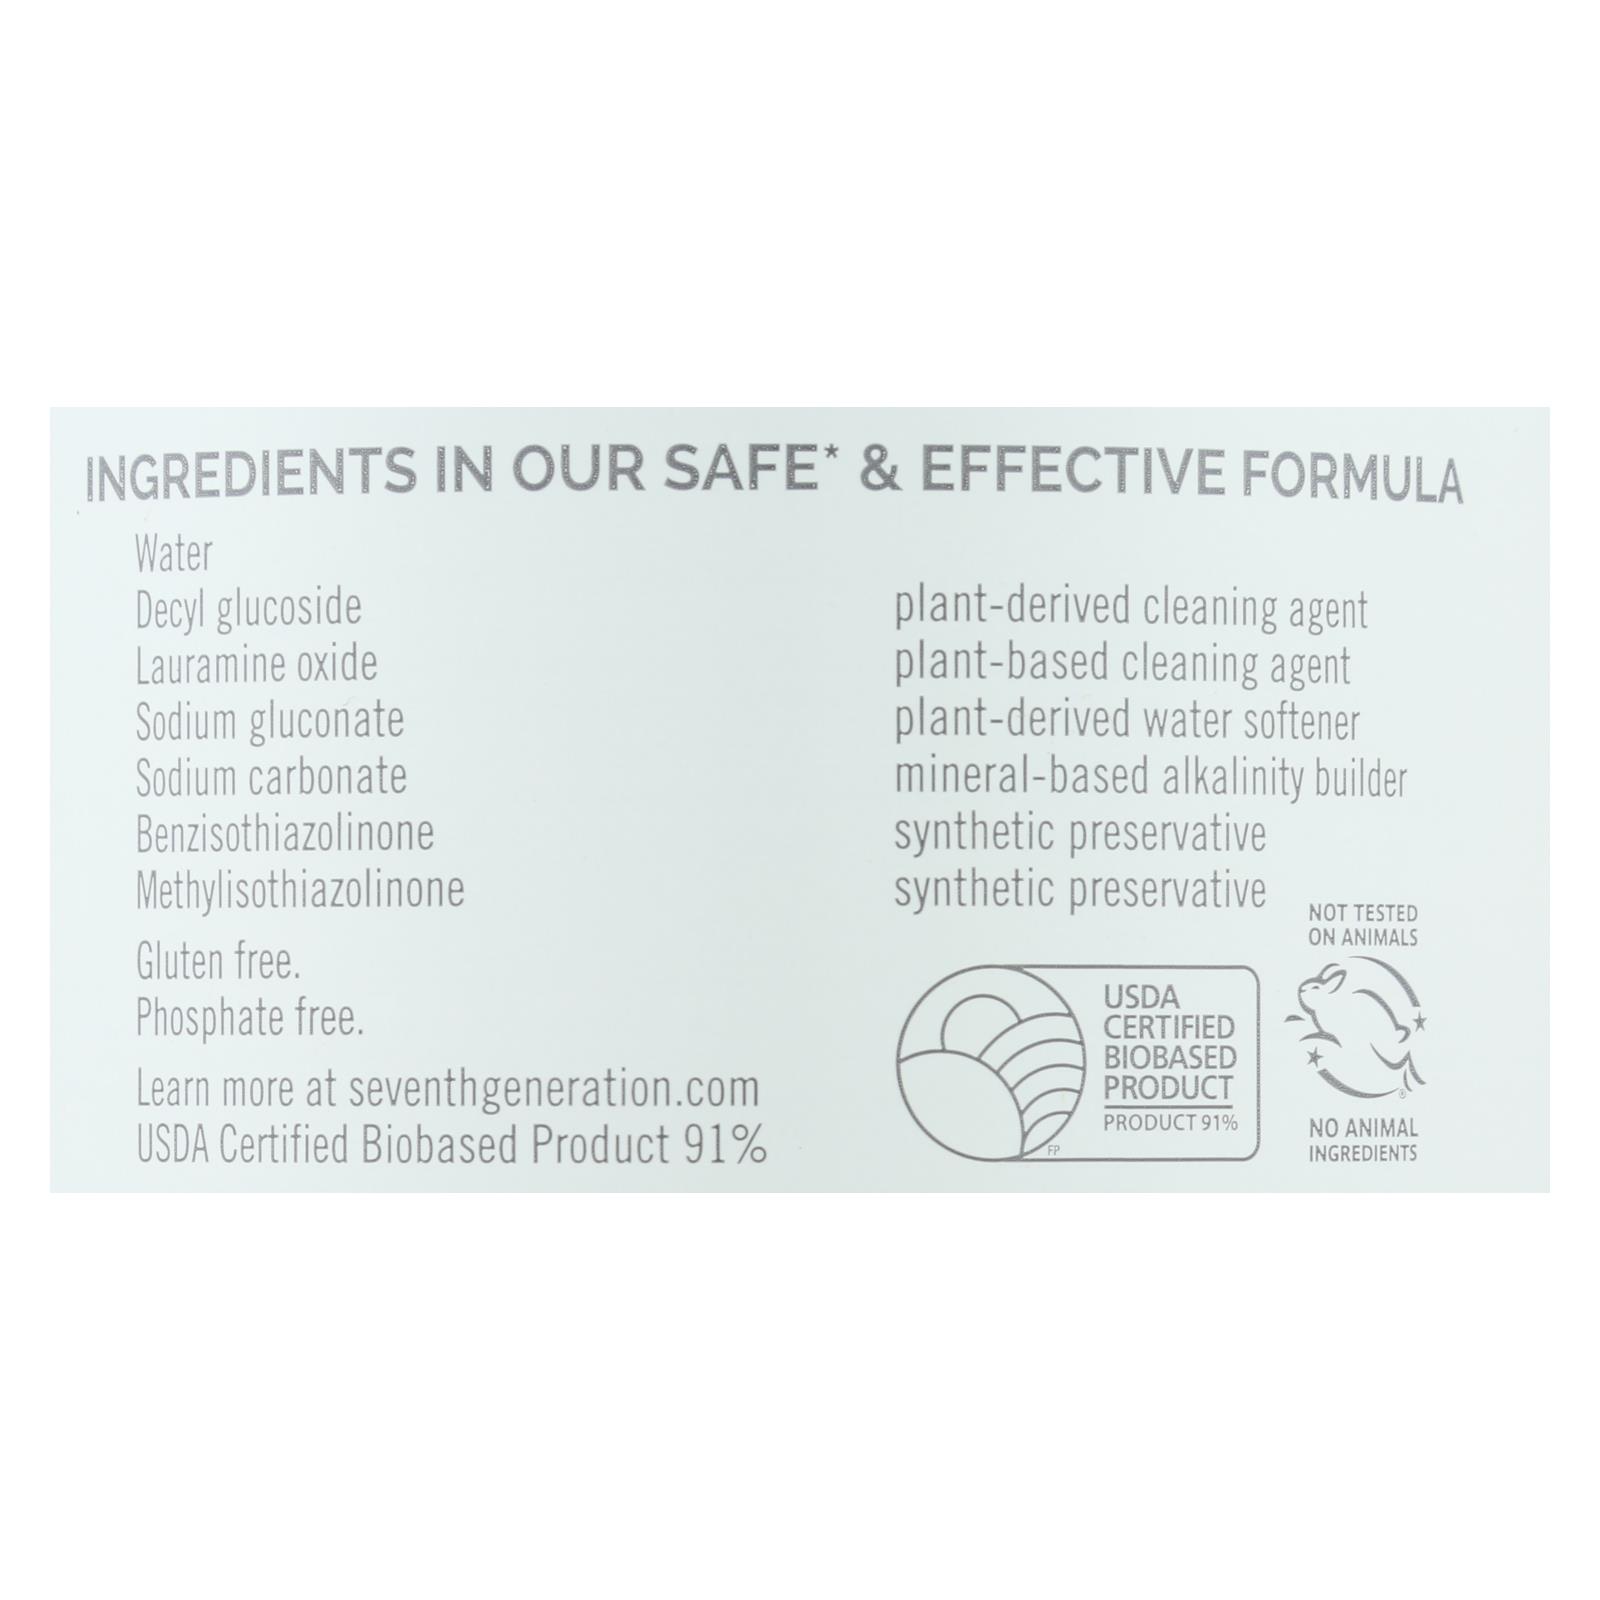 INGREDIENTS IN OUR SAFE* & EFFECTIVE FORMULA
Water
Decyl glucoside plant-derived cleaning agent
Lauramine oxide plant-based cleaning agent
Sodium gluconate plant-derived water softener
Sodium carbonate mineral-based alkalinity builder
Benzisothiazolinone synthetic preservative
Methylisothiazolinone synthetic preservative
Gluten free.
Phosphate free.
Learn more at seventhgeneration.com
USDA Certified Biobased Product 91%
USDA
CERTIFIED
BIOBASED
PRODUCT
PRODUCT 91%
FP
NOT TESTED
ON ANIMALS
®
NO ANIMAL
INGREDIENTS